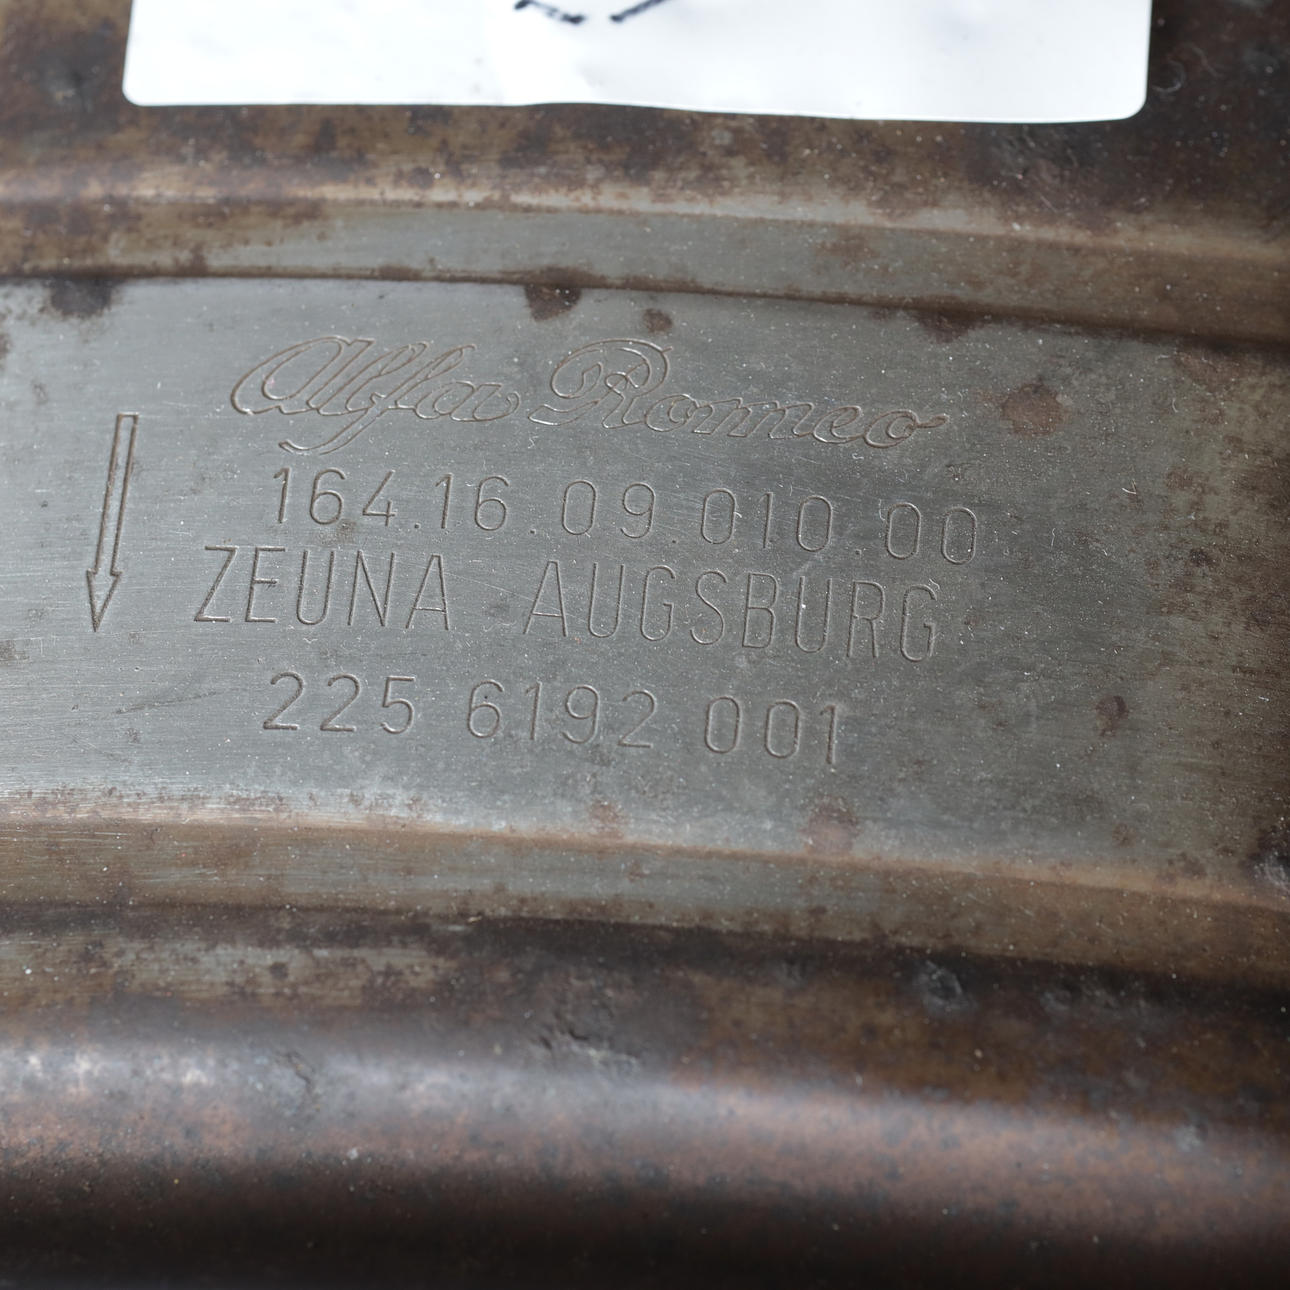 Alfa Romeo
164.16.09.010.00
ZEUNA AUGSBURG
225 6192 001